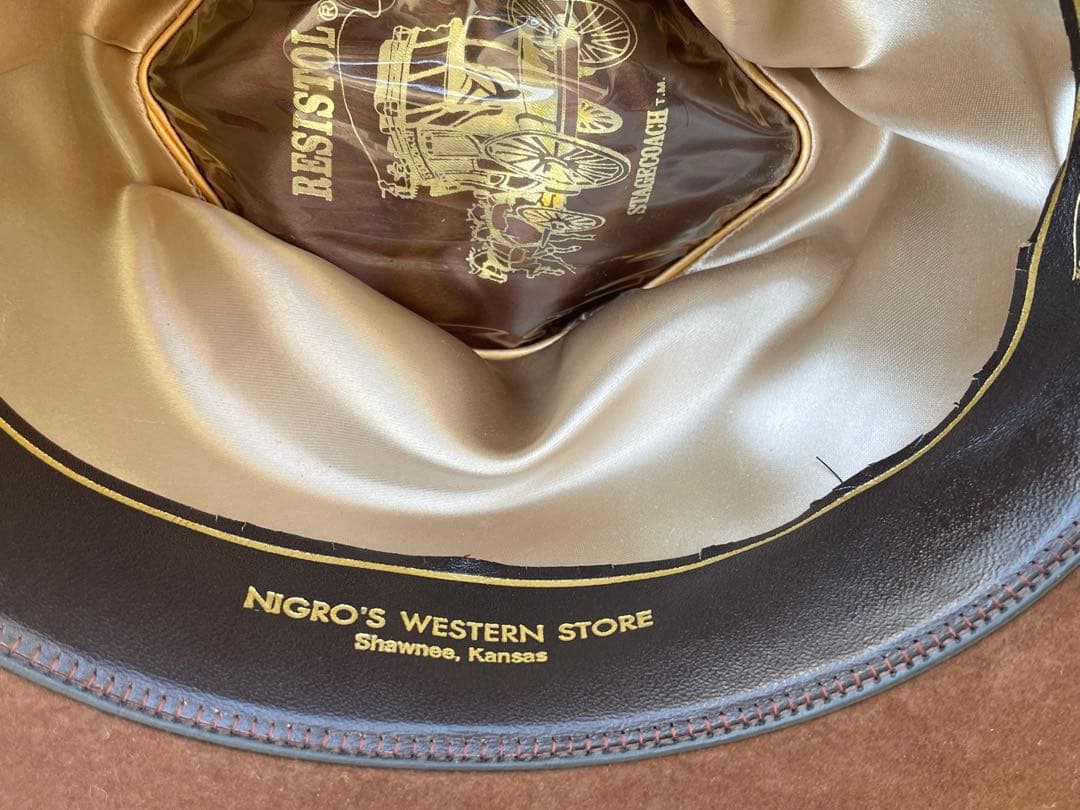 RESISTOL®
STAGECOACH T.M.
NIGRO'S WESTERN STORE
Shawnee, Kansas